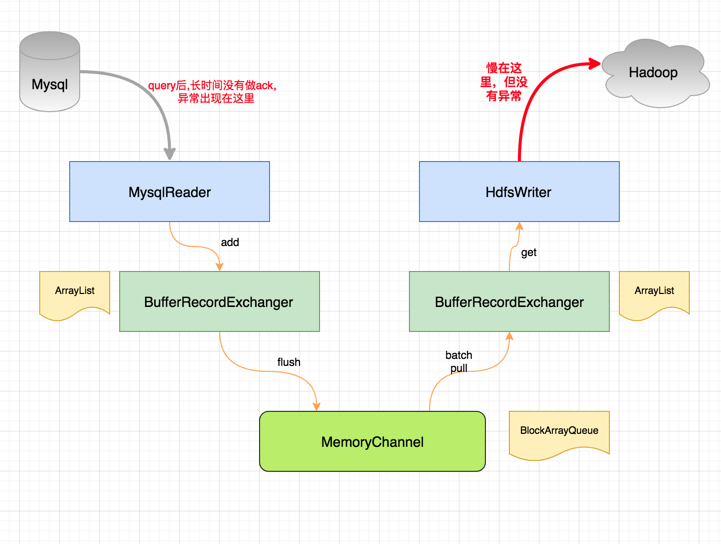 Mysql
query后,长时间没有做ack,
异常出现在这里
慢在这
里，但没
有异常
Hadoop
MysqlReader
HdfsWriter
add
get
ArrayList
BufferRecordExchanger
BufferRecordExchanger
ArrayList
flush
batch
pull
MemoryChannel
BlockArrayQueue